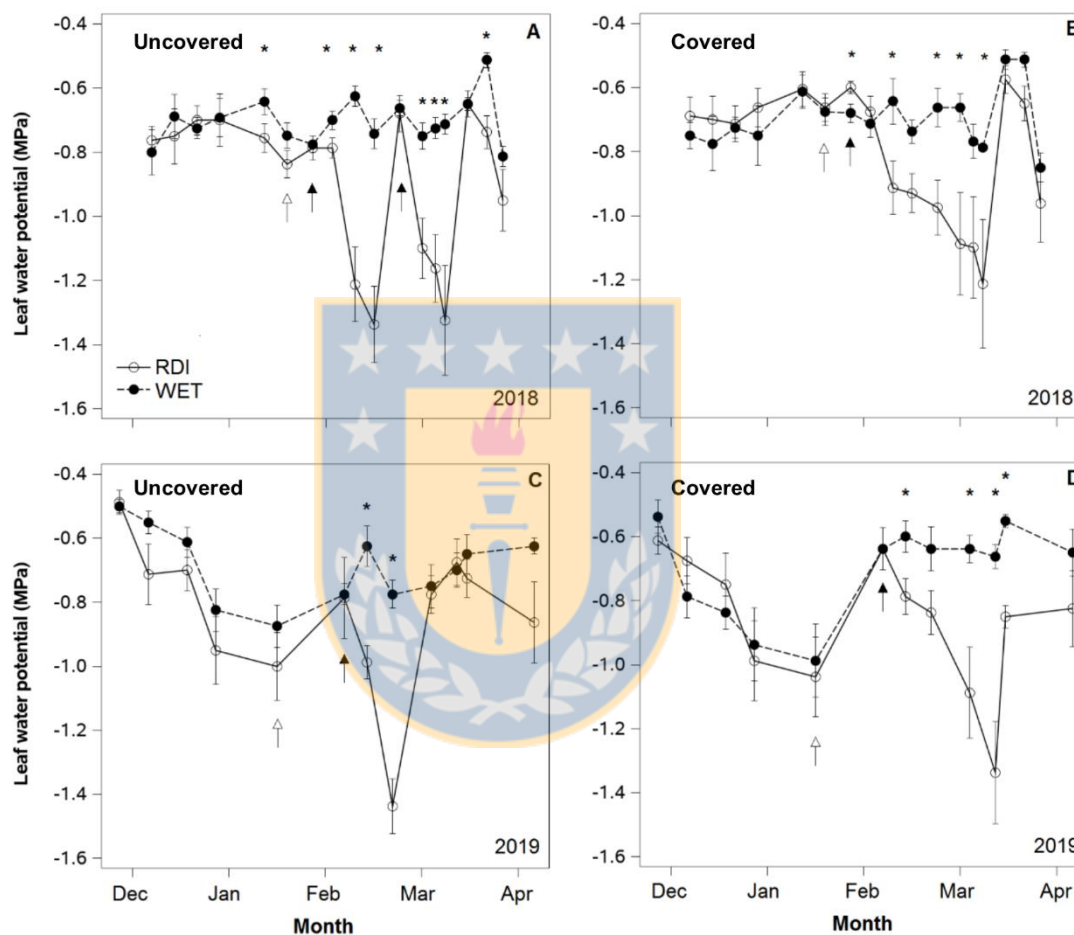 Uncovered
A
* * * * * * * *
-0.4
-0.6
-0.8
-1.0
-1.2
-1.4
-1.6
Leaf water potential (MPa)
RDI
WET
2018
Covered
* * * * * *
-0.4
-0.6
-0.8
-1.0
-1.2
-1.4
-1.6
2018
Uncovered
C
* *
-0.4
-0.6
-0.8
-1.0
-1.2
-1.4
-1.6
Leaf water potential (MPa)
2019
Dec Jan Feb Mar Apr
Month
Covered
D
* * * *
-0.4
-0.6
-0.8
-1.0
-1.2
-1.4
-1.6
2019
Dec Jan Feb Mar Apr
Month